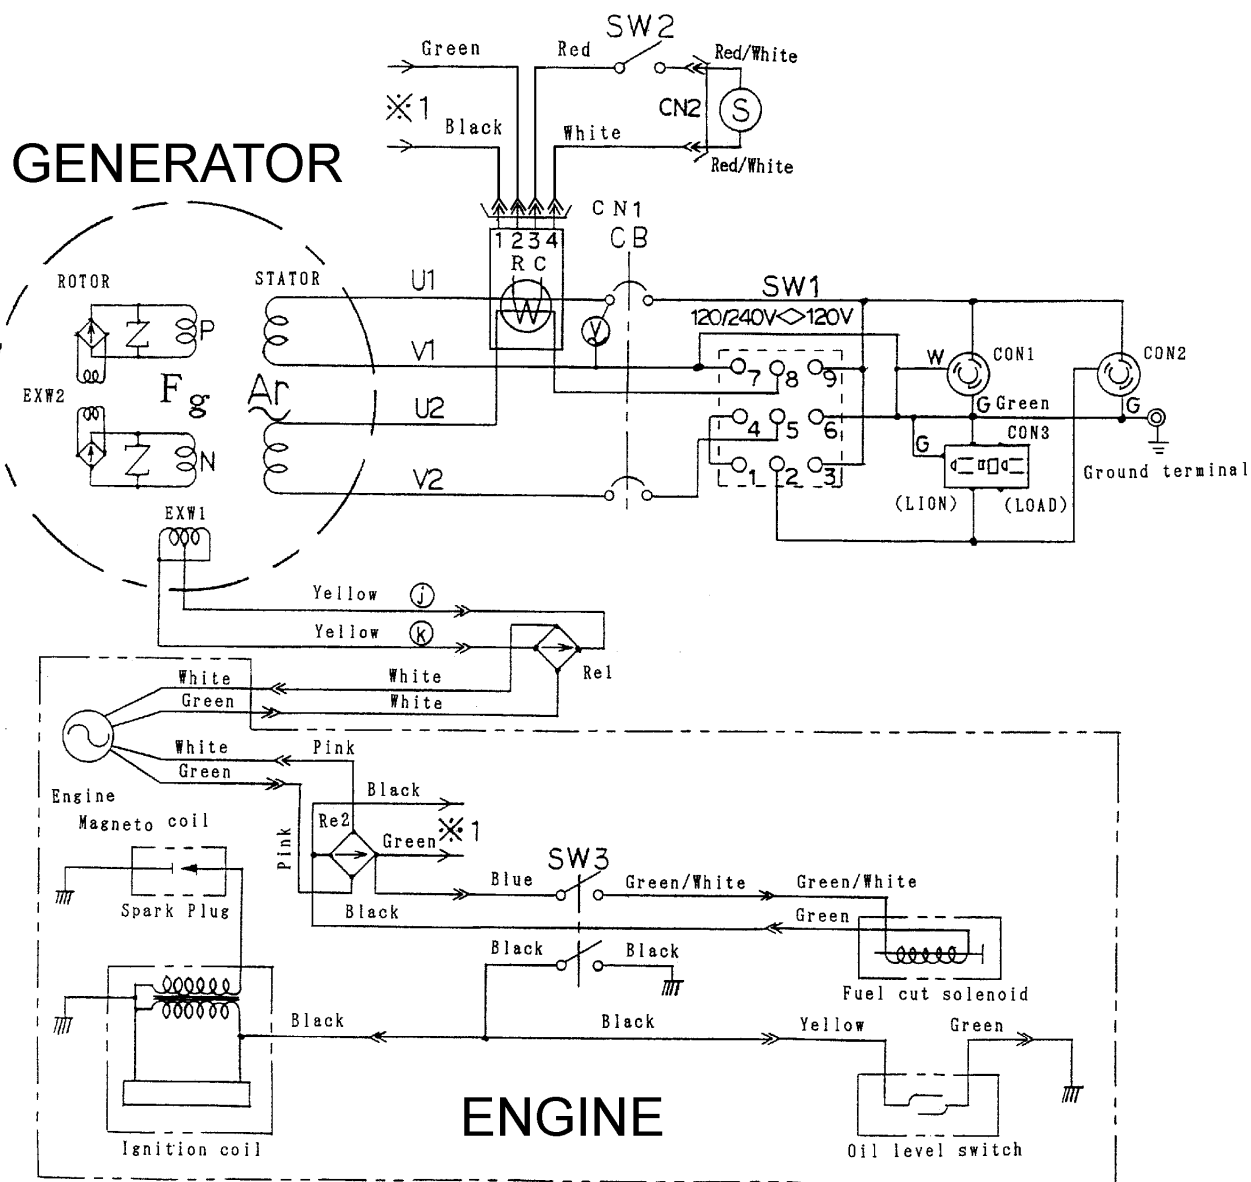 SW2
Green
Red
Red/White
※1
CN2
S
Black
White
Red/White
GENERATOR
CN1
CB
1 2 3 4
RC
W
ROTOR
STATOR
U1
SW1
120/240V<>120V
V
P
V1
W
CON1
CON2
7 8 9
EXW2
Fg
Ar
U2
G Green
G
4 5 6
CON3
G
N
V2
1 2 3
Ground terminal
(LION)
(LOAD)
EXW1
Yellow j
Yellow k
Re1
White
White
Green
White
White
Pink
Green
Engine
Magneto coil
Black
Re2
※1
Pink
Green
SW3
Blue
Green/White
Green/White
Spark Plug
Black
Green
Black
Black
Fuel cut solenoid
Black
Black
Yellow
Green
ENGINE
Ignition coil
Oil level switch